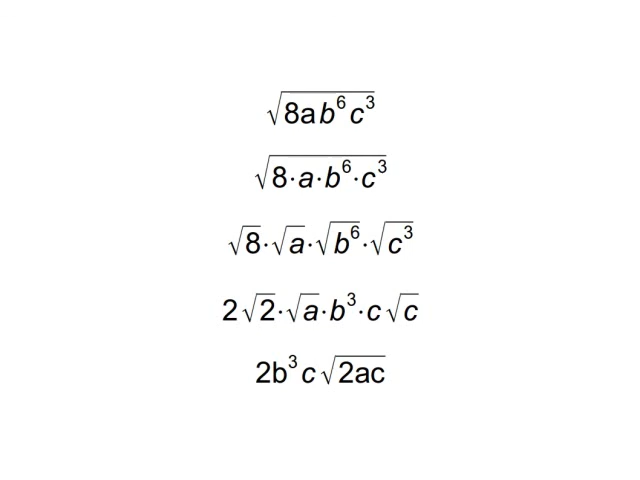 √(8ab⁶c³)
√(8·a·b⁶·c³)
√8·√a·√(b⁶)·√(c³)
2√2·√a·b³·c√c
2b³c√(2ac)